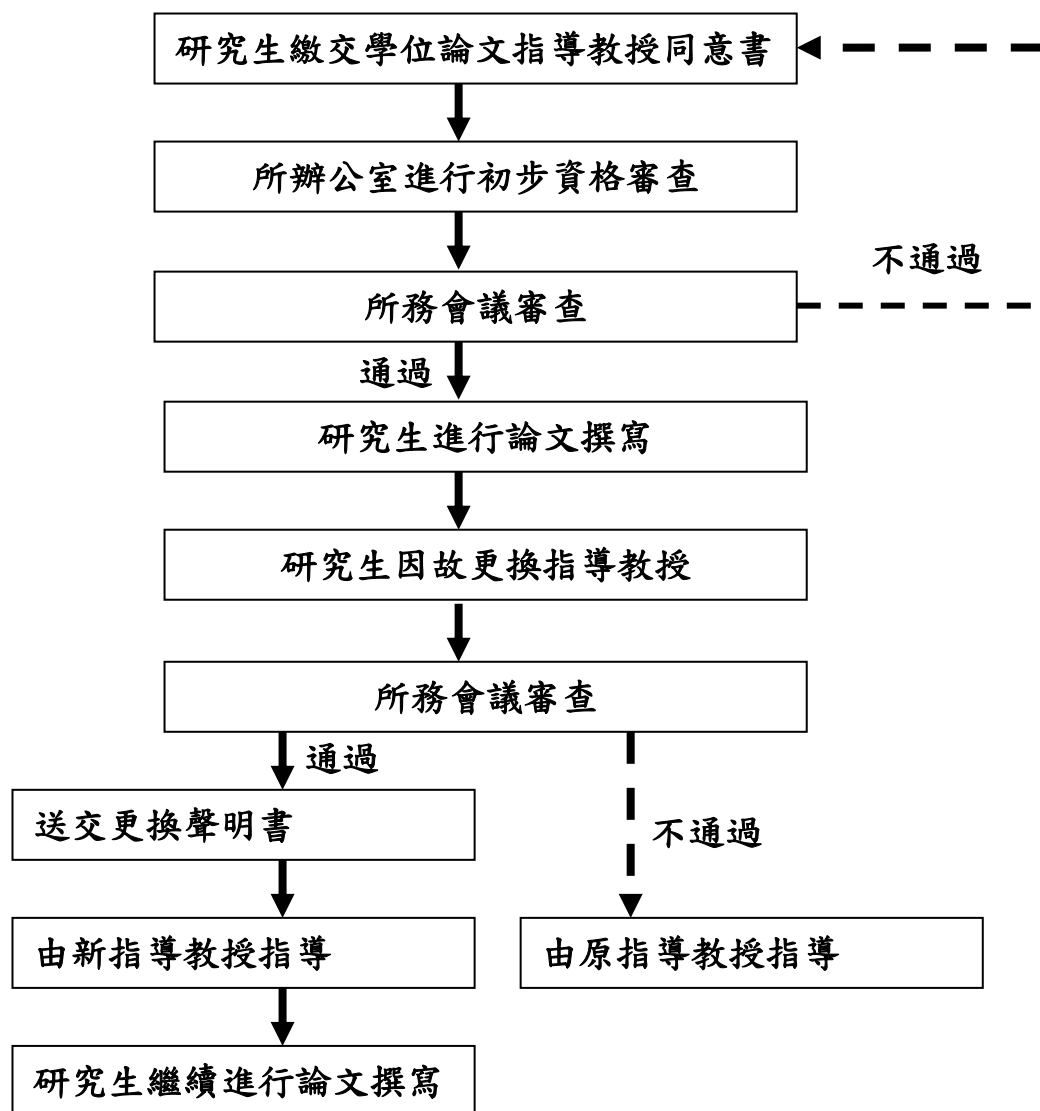 研究生繳交學位論文指導教授同意書
所辦公室進行初步資格審查
不通過
所務會議審查
通過
研究生進行論文撰寫
研究生因故更換指導教授
所務會議審查
通過
送交更換聲明書
不通過
由新指導教授指導
由原指導教授指導
研究生繼續進行論文撰寫